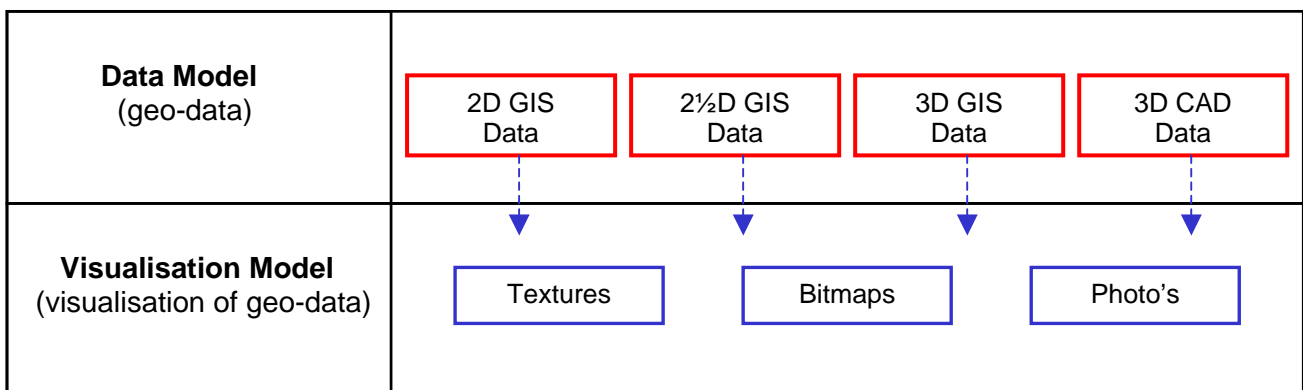 Data Model
(geo-data)
2D GIS
Data
2½D GIS
Data
3D GIS
Data
3D CAD
Data
Visualisation Model
(visualisation of geo-data)
Textures
Bitmaps
Photo's